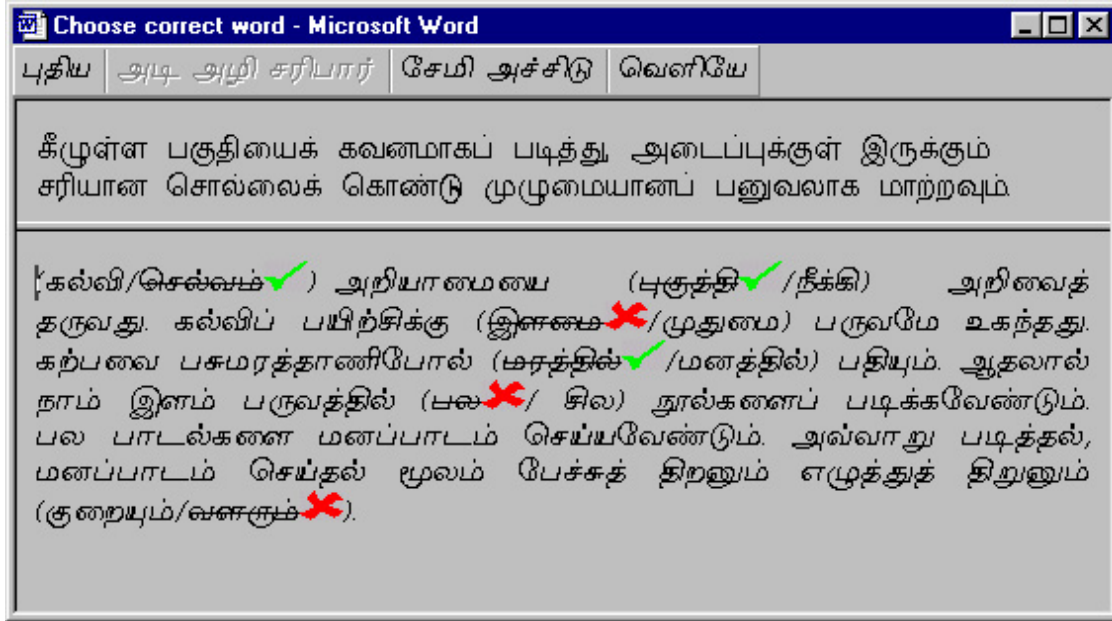 Choose correct word - Microsoft Word
புதிய அடி அழி சரிபார் சேமி அச்சிடு வெளியே
கீழுள்ள பகுதியைக் கவனமாகப் படித்து, அடைப்புக்குள் இருக்கும்
சரியான சொல்லைக் கொண்டு முழுமையானப் பனுவலாக மாற்றவும்.
(கல்வி/செல்வம்) அறியாமையை (புகுத்தி/நீக்கி) அறிவைத்
தருவது. கல்விப் பயிற்சிக்கு (இளமை/முதுமை) பருவமே உகந்தது.
கற்பவை பசுமரத்தாணிபோல் (மரத்தில்/மனத்தில்) பதியும். ஆதலால்
நாம் இளம் பருவத்தில் (பல/ சில) நூல்களைப் படிக்கவேண்டும்.
பல பாடல்களை மனப்பாடம் செய்யவேண்டும். அவ்வாறு படித்தல்,
மனப்பாடம் செய்தல் மூலம் பேச்சுத் திறனும் எழுத்துத் திறுனும்
(குறையும்/வளரும்).